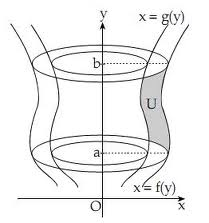 y
x = g(y)
b
U
a
x = f(y)
O
x